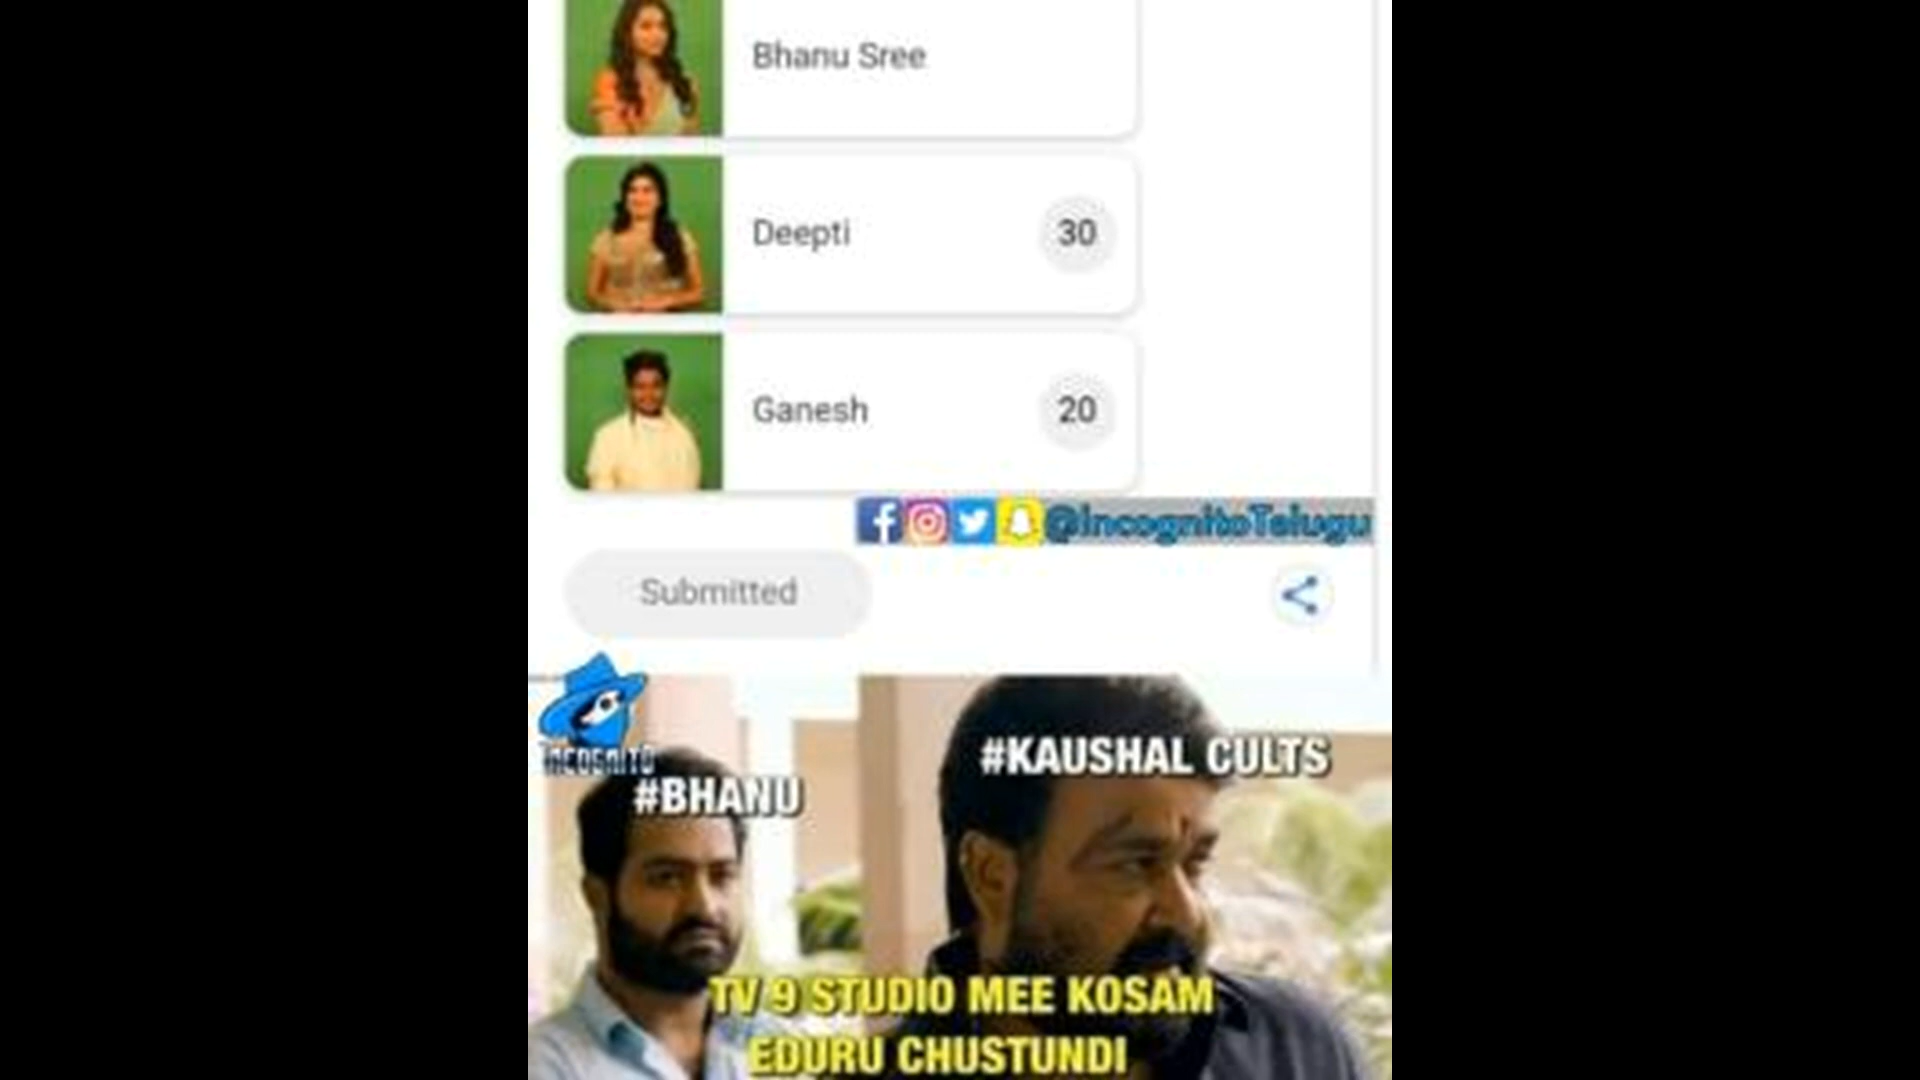 Bhanu Sree
Deepti
30
Ganesh
20
@IncognitoTelugu
Submitted
INCOGNITO
#BHANU
#KAUSHAL CULTS
TV 9 STUDIO MEE KOSAM
EDURU CHUSTUNDI